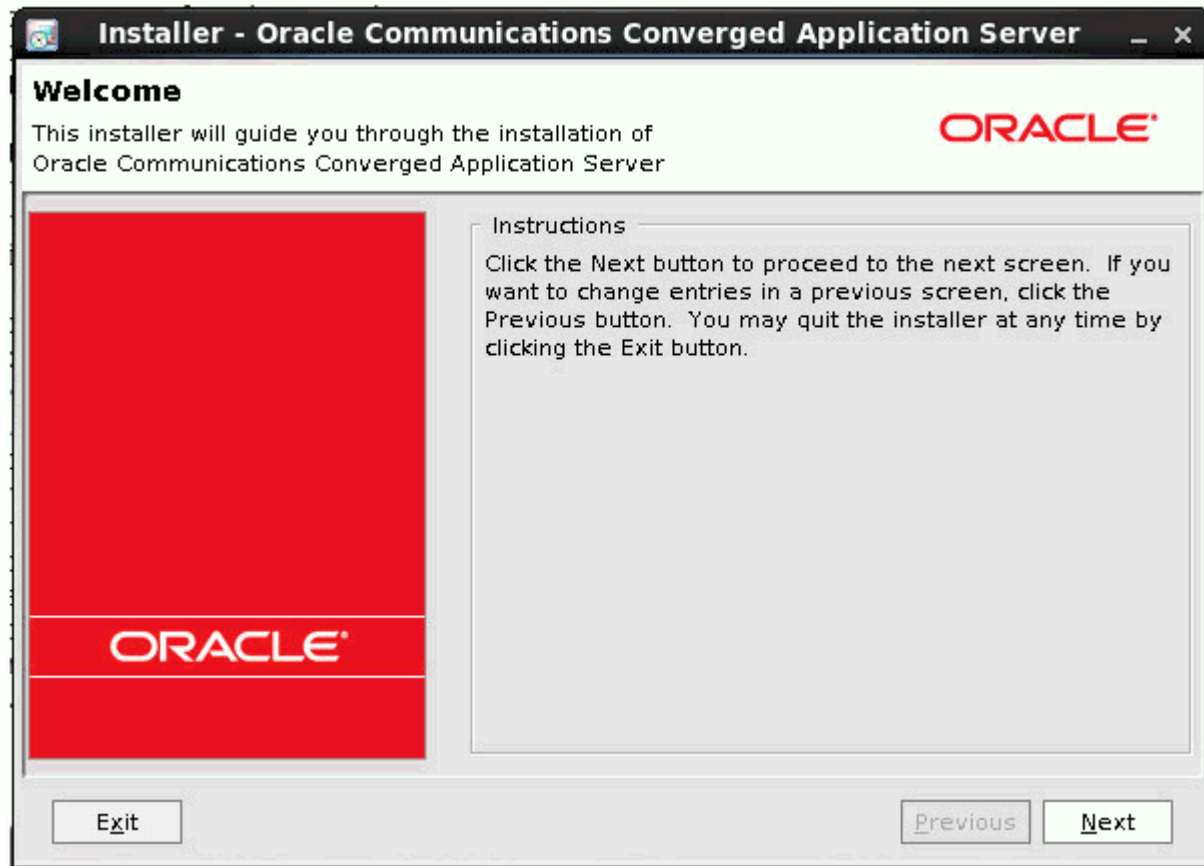 Installer - Oracle Communications Converged Application Server
Welcome
This installer will guide you through the installation of
Oracle Communications Converged Application Server
ORACLE
Instructions
Click the Next button to proceed to the next screen.  If you
want to change entries in a previous screen, click the
Previous button.  You may quit the installer at any time by
clicking the Exit button.
ORACLE
Exit
Previous
Next